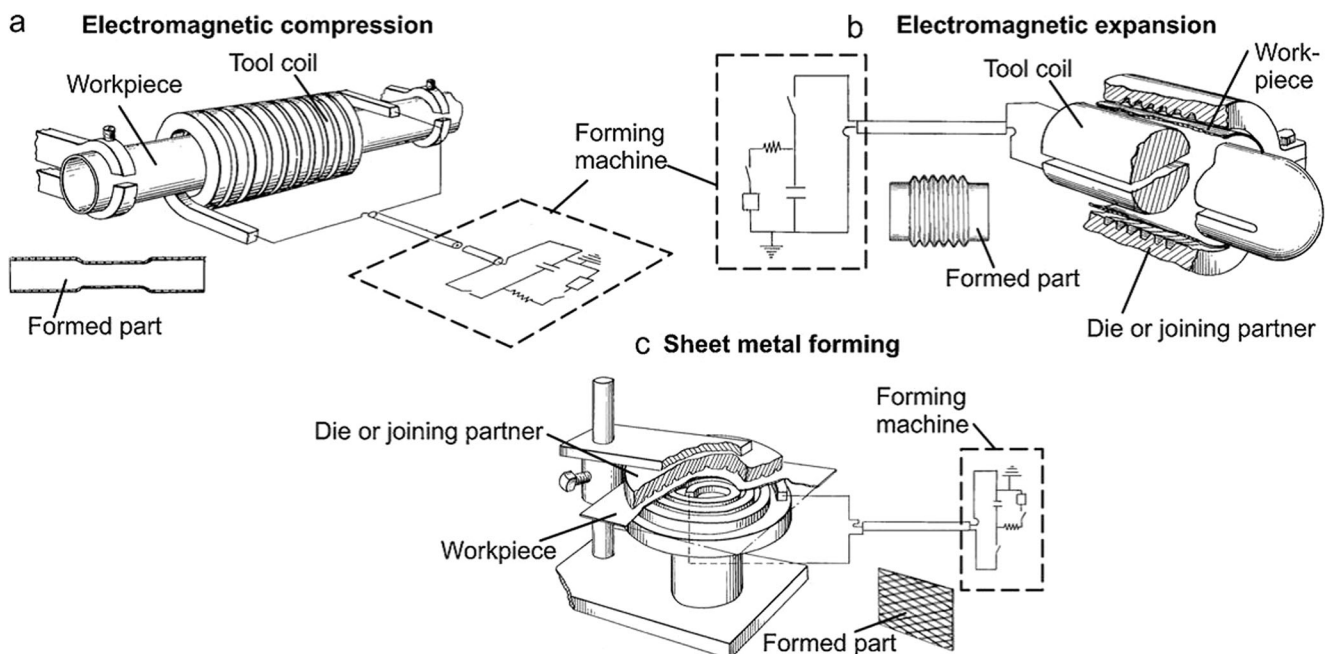 a
Electromagnetic compression
Tool coil
Workpiece
Forming
machine
Formed part
b
Electromagnetic expansion
Tool coil
Work-
piece
Formed part
Die or joining partner
c
Sheet metal forming
Die or joining partner
Forming
machine
Workpiece
Formed part